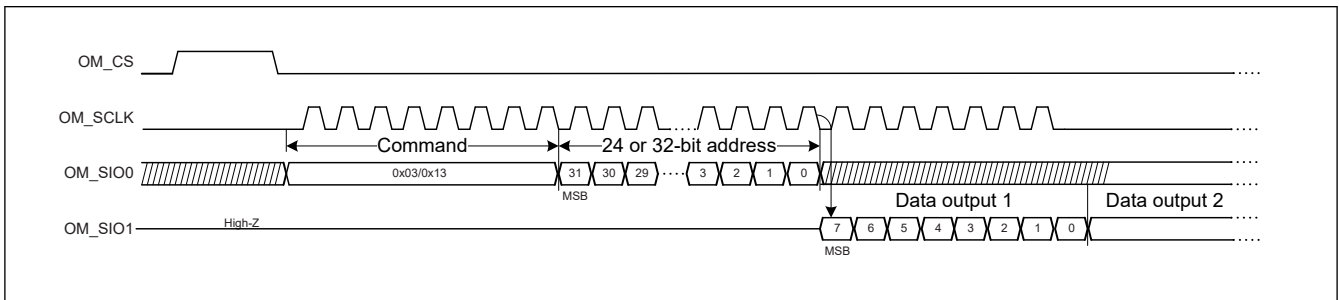 OM_CS
OM_SCLK
Command
24 or 32-bit address
OM_SIO0
0x03/0x13
31 30 29 3 2 1 0
MSB
Data output 1
Data output 2
OM_SIO1
High-Z
7 6 5 4 3 2 1 0
MSB